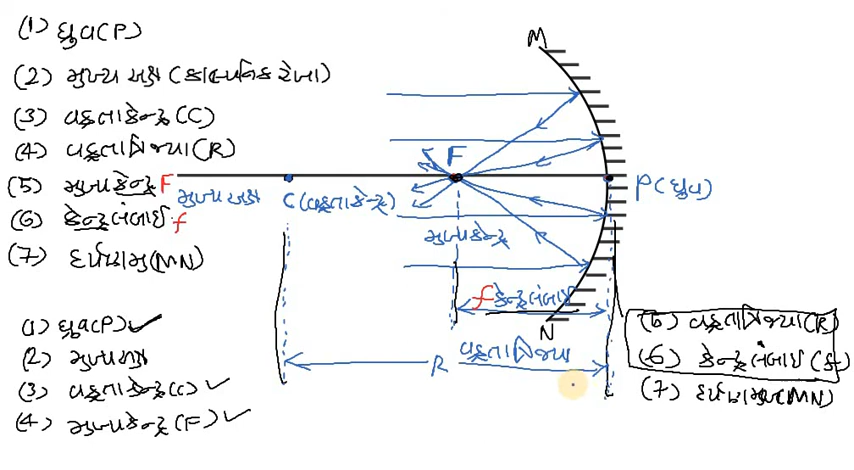 (1) ધ્રુવ(P)
(2) મુખ્ય અક્ષ (કાલ્પનિક રેખા)
(3) વક્રતાકેન્દ્ર (C)
(4) વક્રતાત્રિજ્યા (R)
(5) મુખ્યકેન્દ્ર F
(6) કેન્દ્રલંબાઈ f
(7) દર્પણમુખ (MN)
M
F
મુખ્ય અક્ષ
C (વક્રતાકેન્દ્ર)
P(ધ્રુવ)
મુખ્યકેન્દ્ર
f કેન્દ્રલંબાઈ
N
R વક્રતાત્રિજ્યા
(1) ધ્રુવ(P)
(2) મુખ્યઅક્ષ
(3) વક્રતાકેન્દ્ર (C)
(4) મુખ્યકેન્દ્ર (F)
વક્રતાત્રિજ્યા (R)
(6) કેન્દ્રલંબાઈ
(7) દર્પણમુખ (MN)